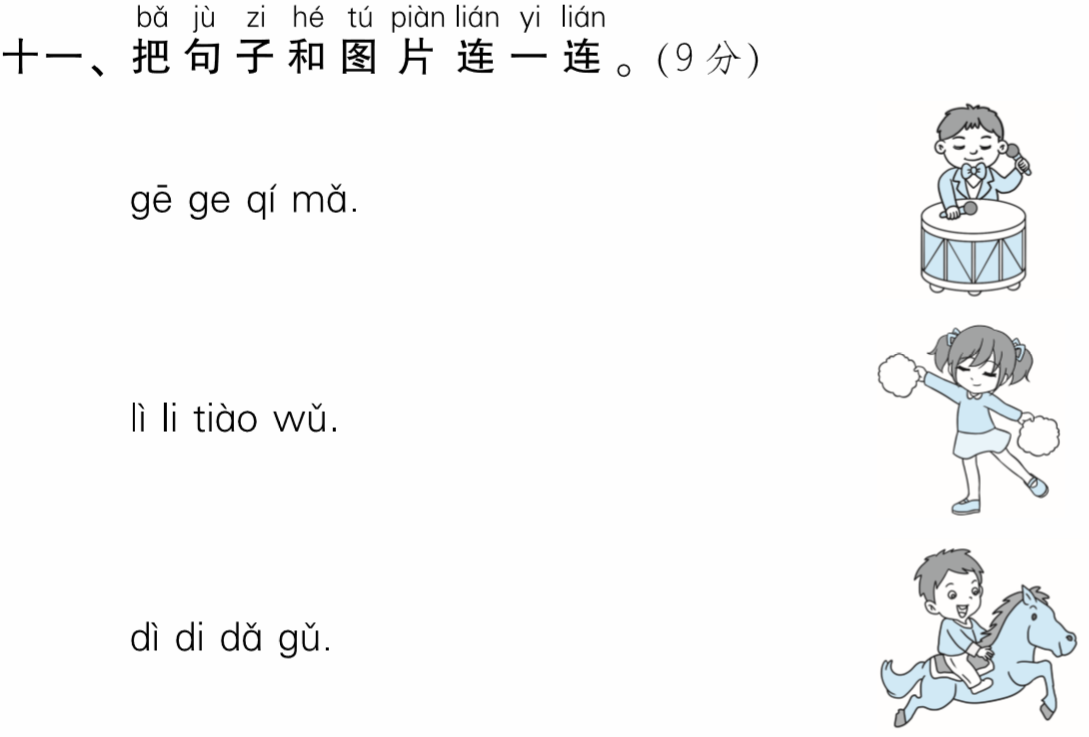 bǎ jù zi hé tú piàn lián yi lián
十一、把句子和图片连一连。(9分)
gē ge qí mǎ.
lì li tiào wǔ.
dì di dǎ gǔ.